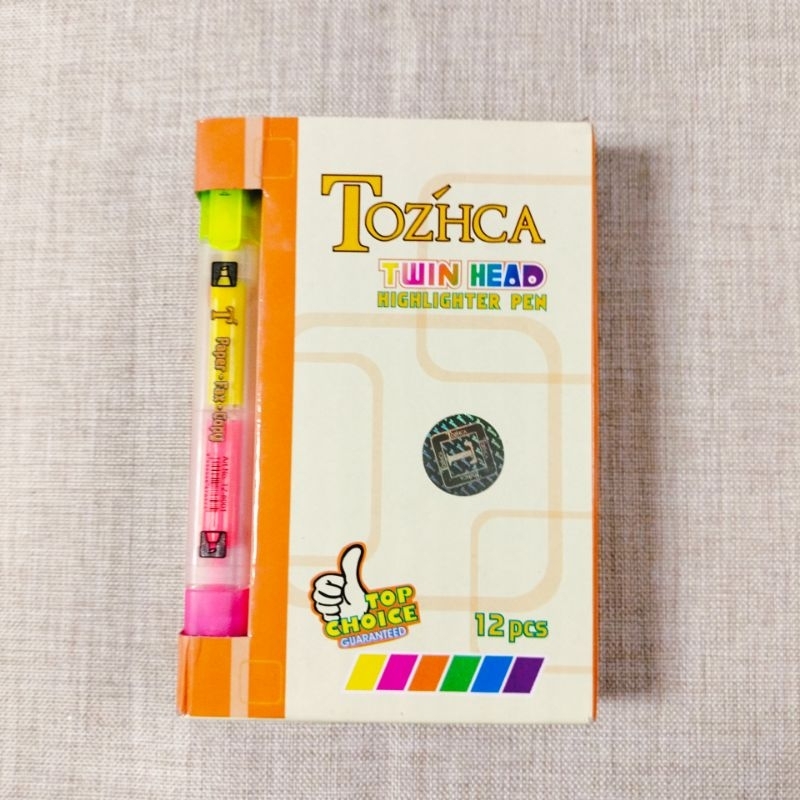 TOZHCA
TWIN HEAD
HIGHLIGHTER PEN
T Paper • Fax • Copy
TOP
CHOICE
GUARANTEED
12 pcs